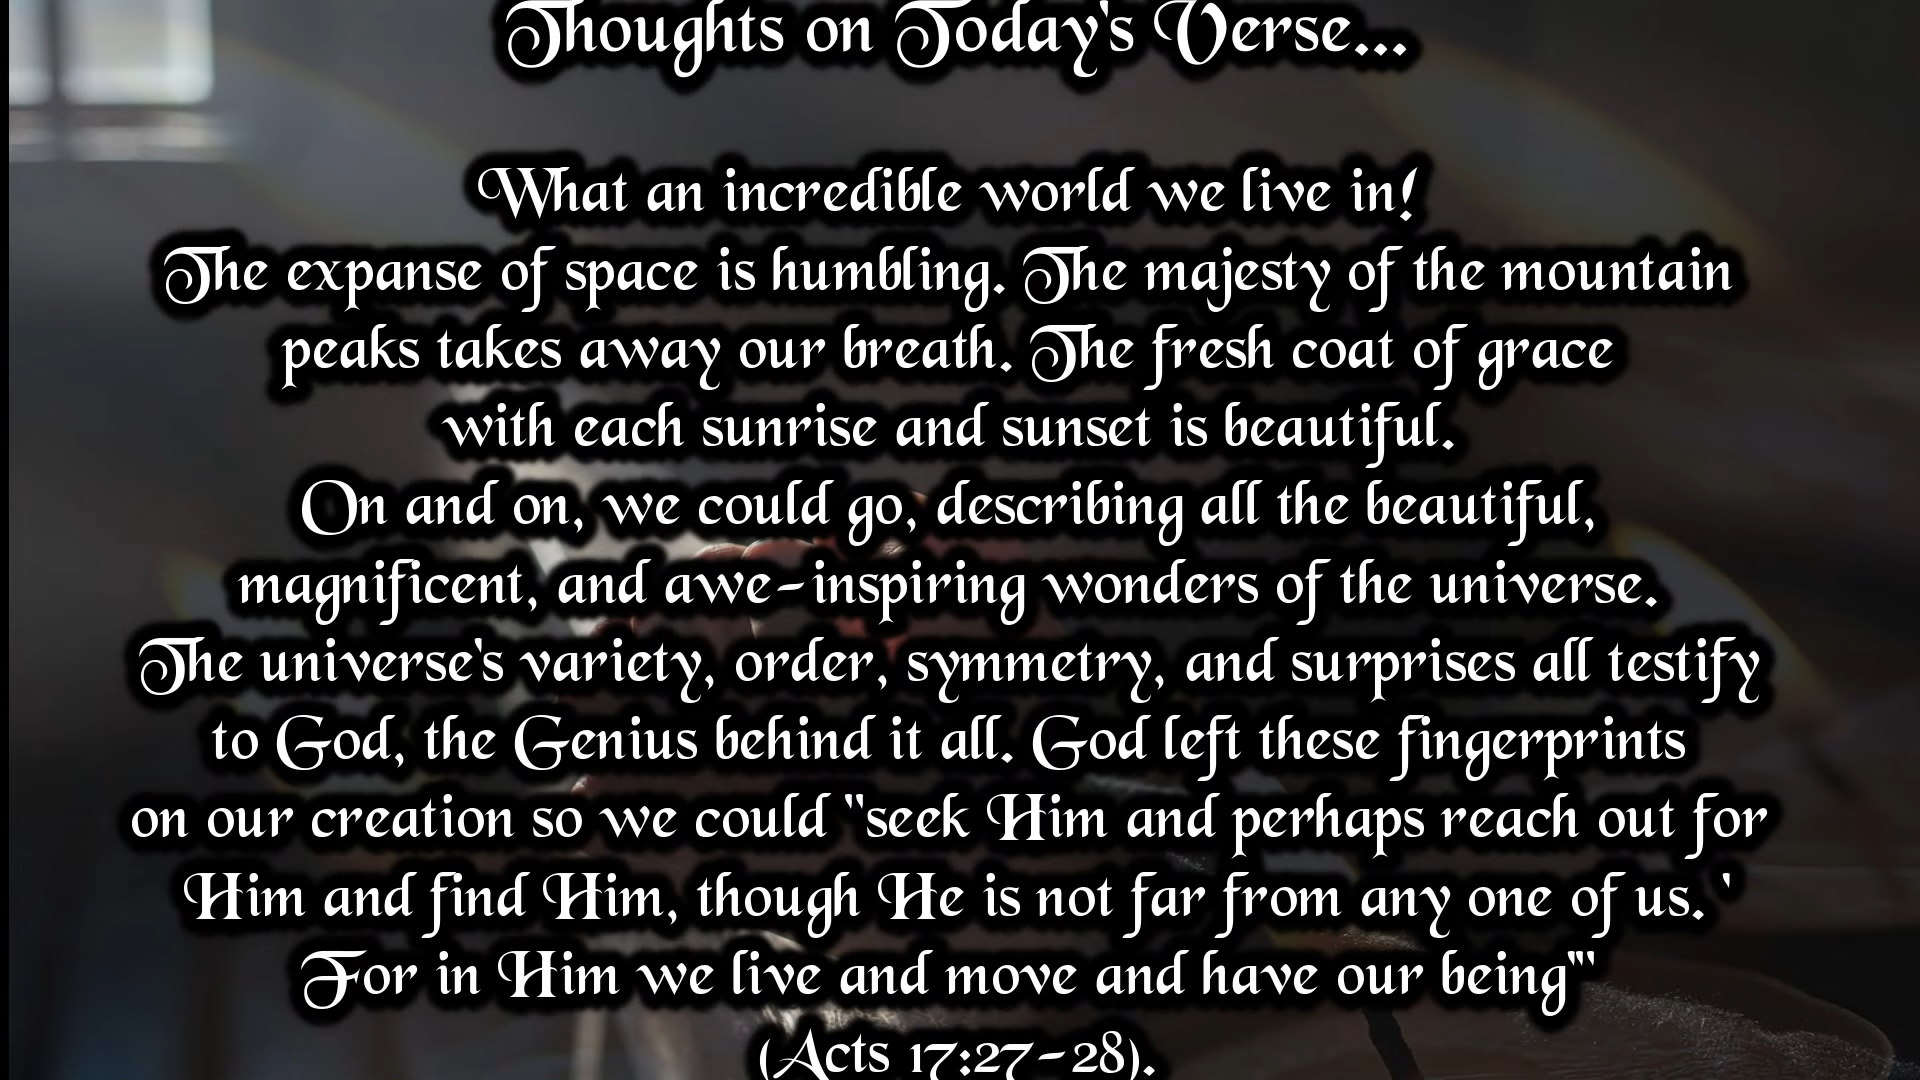 Thoughts on Today's Verse...
What an incredible world we live in!
The expanse of space is humbling. The majesty of the mountain
peaks takes away our breath. The fresh coat of grace
with each sunrise and sunset is beautiful.
On and on, we could go, describing all the beautiful,
magnificent, and awe-inspiring wonders of the universe.
The universe's variety, order, symmetry, and surprises all testify
to God, the Genius behind it all. God left these fingerprints
on our creation so we could "seek Him and perhaps reach out for
Him and find Him, though He is not far from any one of us. '
For in Him we live and move and have our being'"
(Acts 17:27-28).